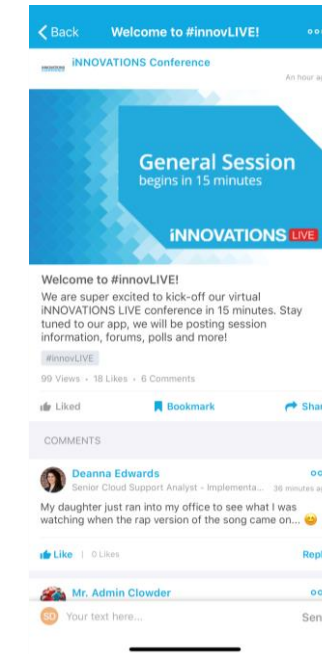 Back Welcome to #innovLIVE!
iNNOVATIONS iNNOVATIONS Conference
An hour ag
General Session
begins in 15 minutes
iNNOVATIONS LIVE
Welcome to #innovLIVE!
We are super excited to kick-off our virtual
iNNOVATIONS LIVE conference in 15 minutes. Stay
tuned to our app, we will be posting session
information, forums, polls and more!
#innovLIVE
99 Views • 18 Likes • 6 Comments
Liked Bookmark Shar
COMMENTS
Deanna Edwards
Senior Cloud Support Analyst - Implementa... 36 minutes ag
My daughter just ran into my office to see what I was
watching when the rap version of the song came on... 😊
Like | 0 Likes Repl
Mr. Admin Clowder
SD Your text here... Sen